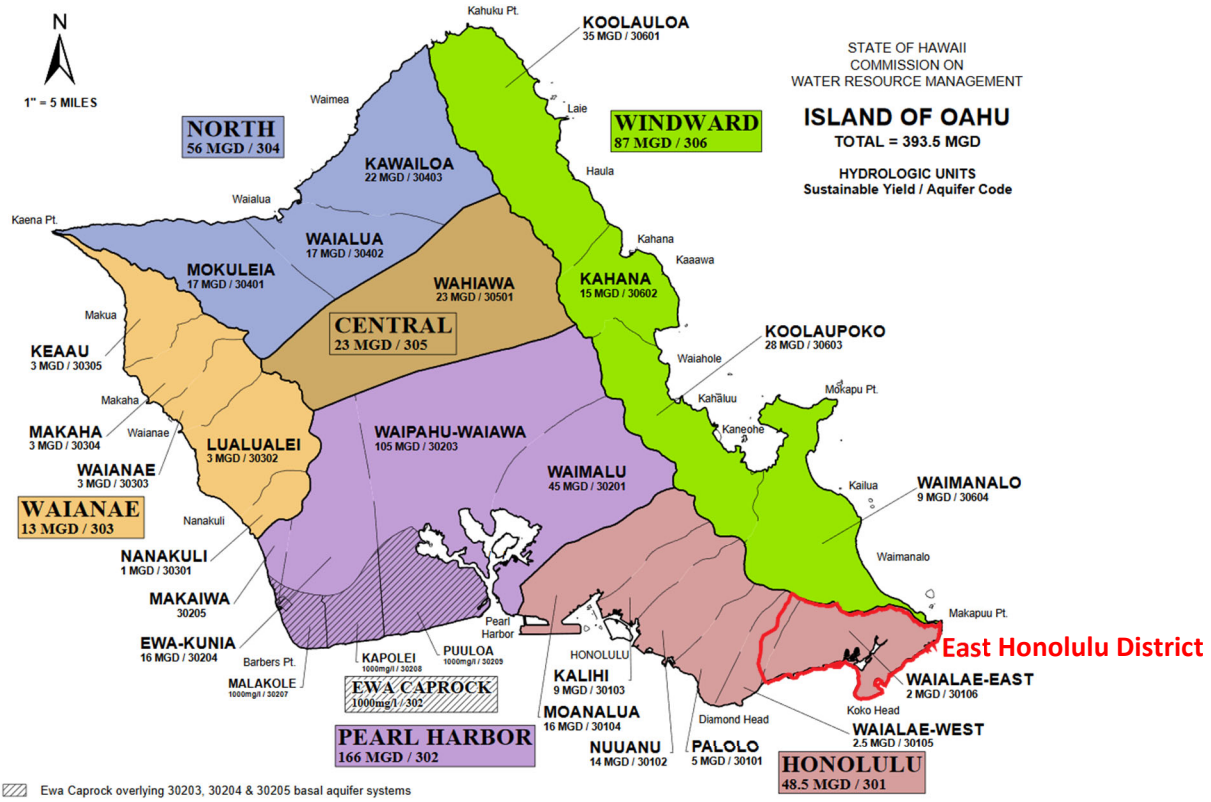 N
1" = 5 MILES
STATE OF HAWAII
COMMISSION ON
WATER RESOURCE MANAGEMENT
ISLAND OF OAHU
TOTAL = 393.5 MGD
HYDROLOGIC UNITS
Sustainable Yield / Aquifer Code
Kahuku Pt.
KOOLAULOA
35 MGD / 30601
Waimea
Laie
NORTH
56 MGD / 304
WINDWARD
87 MGD / 306
KAWAILOA
22 MGD / 30403
Haula
Waialua
Kaena Pt.
WAIALUA
17 MGD / 30402
Kahana
Kaaawa
MOKULEIA
17 MGD / 30401
WAHIAWA
23 MGD / 30501
KAHANA
15 MGD / 30602
Makua
CENTRAL
23 MGD / 305
KOOLAUPOKO
28 MGD / 30603
KEAAU
3 MGD / 30305
Waiahole
Mokapu Pt.
Makaha
Kahaluu
MAKAHA
3 MGD / 30304
Waianae
WAIPAHU-WAIAWA
105 MGD / 30203
Kaneohe
LUALUALEI
3 MGD / 30302
WAIANAE
3 MGD / 30303
WAIMALU
45 MGD / 30201
Kailua
WAIMANALO
9 MGD / 30604
WAIANAE
13 MGD / 303
Nanakuli
NANAKULI
1 MGD / 30301
Waimanalo
MAKAIWA
30205
Makapuu Pt.
Pearl
Harbor
EWA-KUNIA
16 MGD / 30204
Barbers Pt.
KAPOLEI
1000mg/l / 30208
PUULOA
1000mg/l / 30209
HONOLULU
East Honolulu District
MALAKOLE
1000mg/l / 30207
EWA CAPROCK
1000mg/l / 302
KALIHI
9 MGD / 30103
WAIALAE-EAST
2 MGD / 30106
MOANALUA
16 MGD / 30104
Koko Head
Diamond Head
WAIALAE-WEST
2.5 MGD / 30105
PEARL HARBOR
166 MGD / 302
NUUANU
14 MGD / 30102
PALOLO
5 MGD / 30101
HONOLULU
48.5 MGD / 301
Ewa Caprock overlying 30203, 30204 & 30205 basal aquifer systems